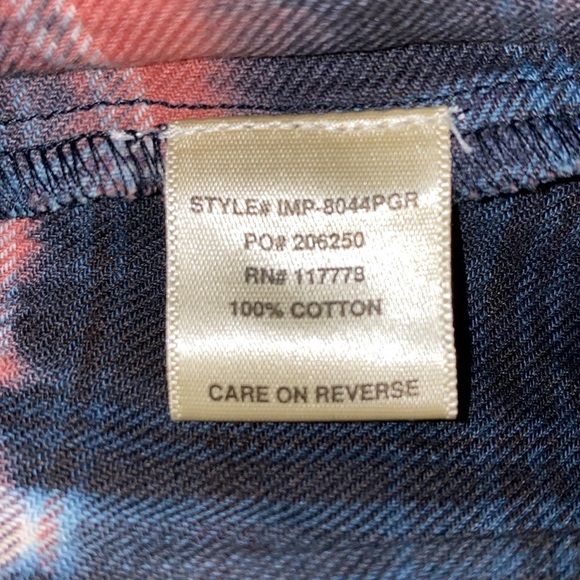 STYLE# IMP-8044PGR
PO# 206250
RN# 117778
100% COTTON
CARE ON REVERSE